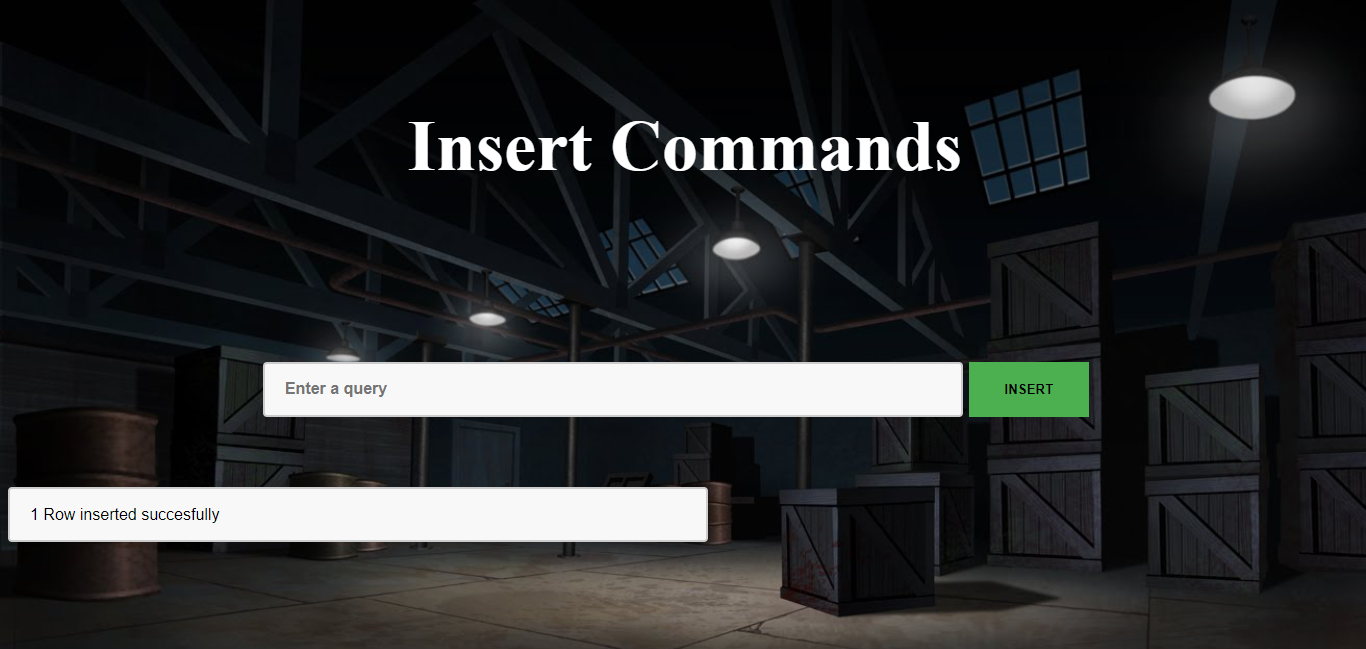 Insert Commands
Enter a query
INSERT
1 Row inserted succesfully